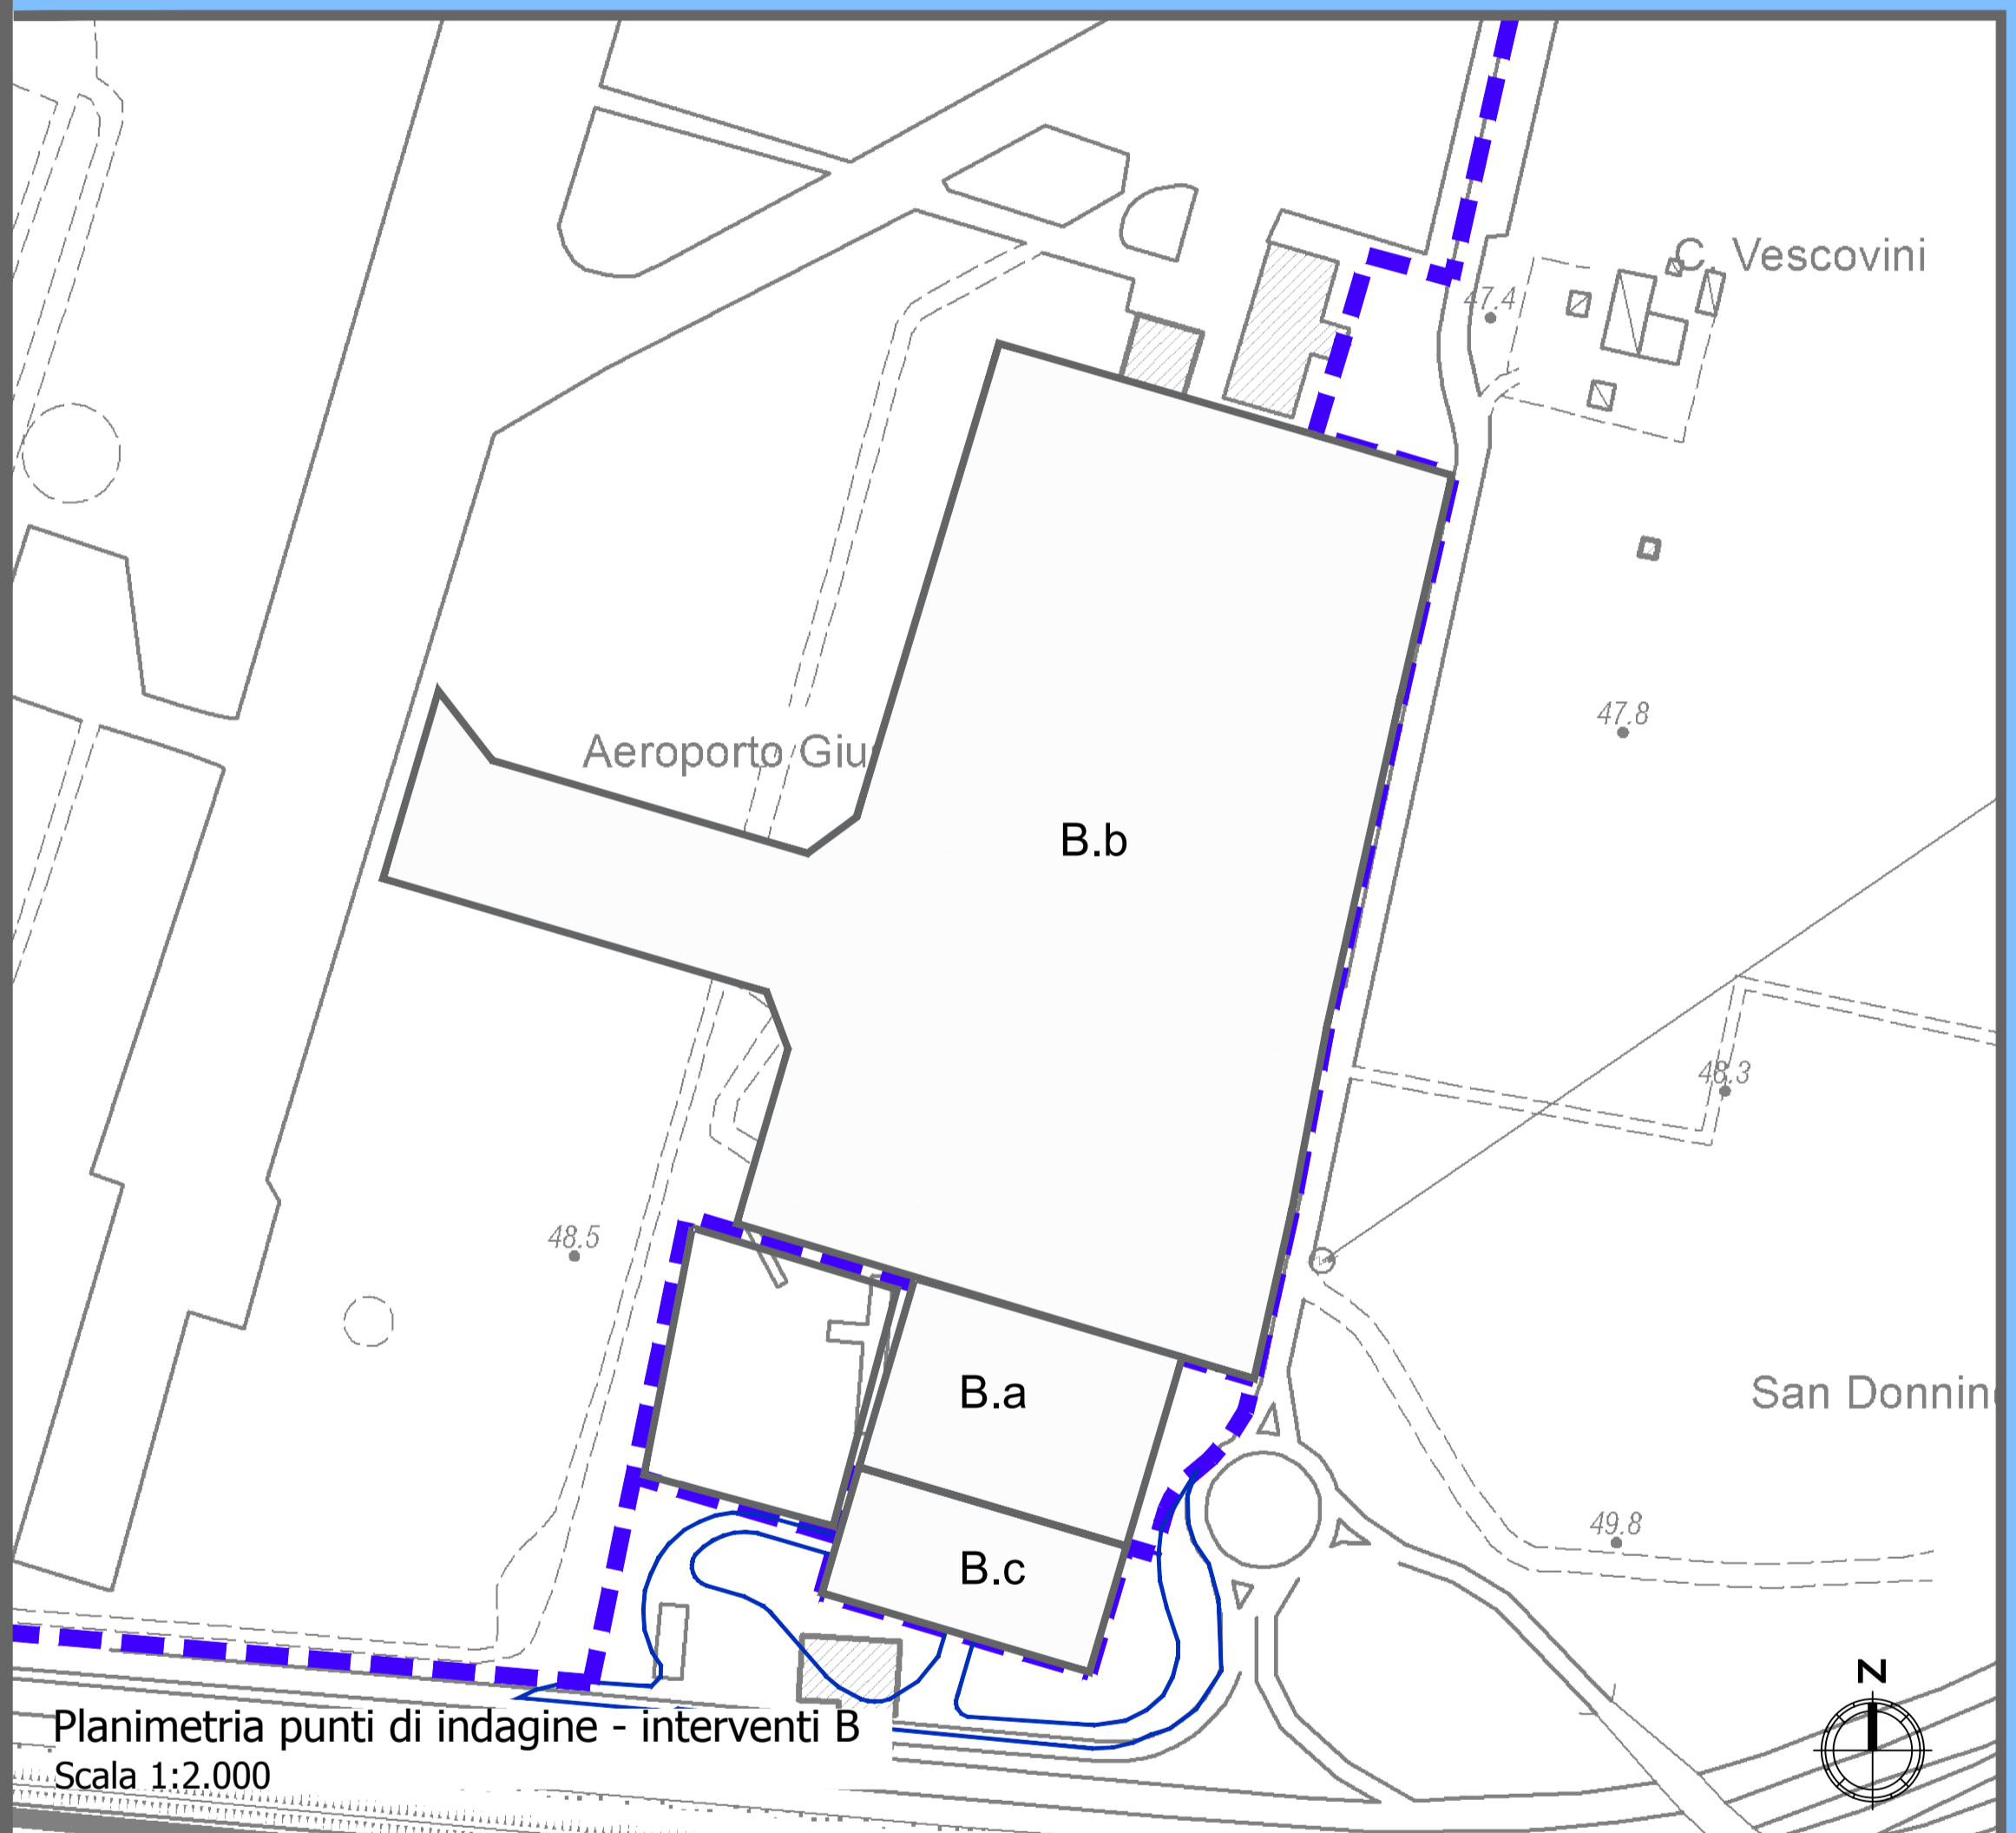 C. Vescovini
47.4
47.8
Aeroporto Giu
B.b
48.3
48.5
B.a
San Donnin
49.8
B.c
N
Planimetria punti di indagine - interventi B
Scala 1:2.000